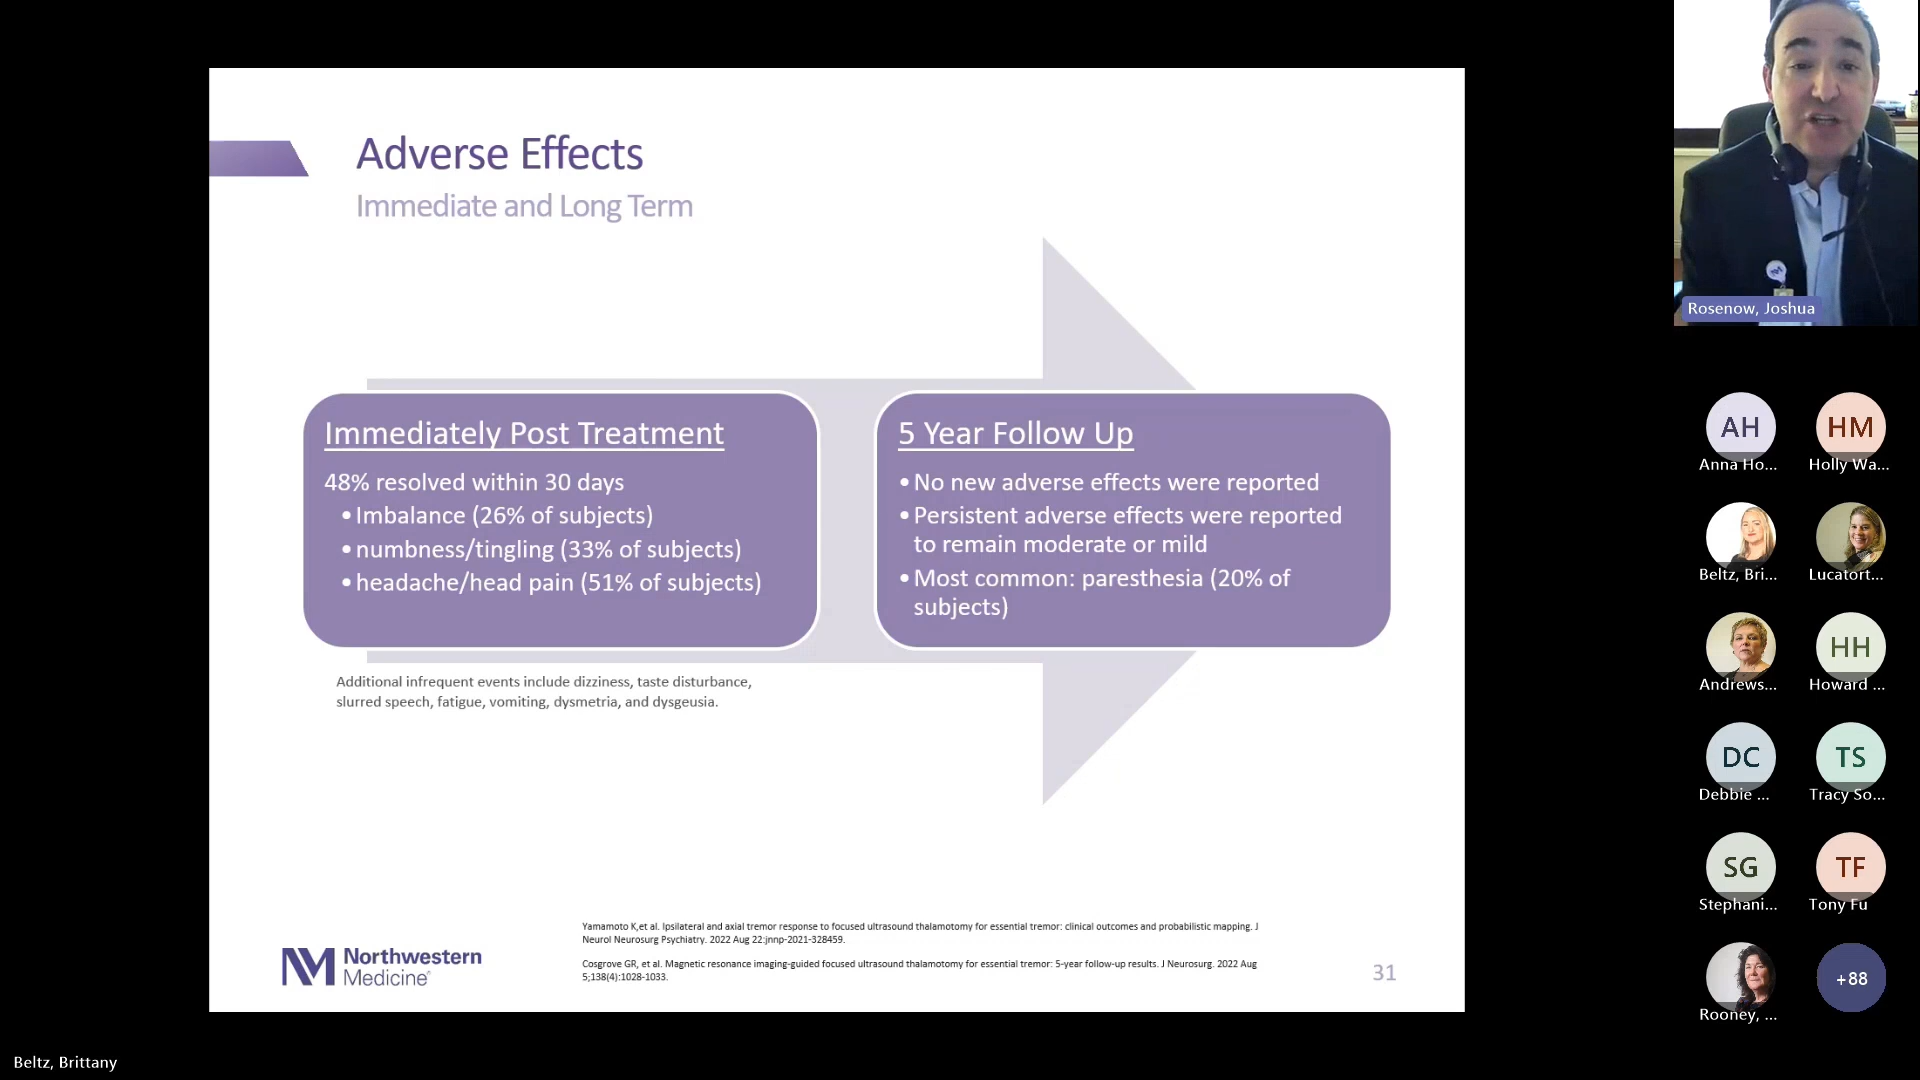 Adverse Effects
Immediate and Long Term
Immediately Post Treatment
48% resolved within 30 days
• Imbalance (26% of subjects)
• numbness/tingling (33% of subjects)
• headache/head pain (51% of subjects)
5 Year Follow Up
• No new adverse effects were reported
• Persistent adverse effects were reported
to remain moderate or mild
• Most common: paresthesia (20% of
subjects)
Additional infrequent events include dizziness, taste disturbance,
slurred speech, fatigue, vomiting, dysmetria, and dysgeusia.
Yamamoto K,et al. Ipsilateral and axial tremor response to focused ultrasound thalamotomy for essential tremor: clinical outcomes and probabilistic mapping. J
Neurol Neurosurg Psychiatry. 2022 Aug 22:jnnp-2021-328459.
Cosgrove GR, et al. Magnetic resonance imaging-guided focused ultrasound thalamotomy for essential tremor: 5-year follow-up results. J Neurosurg. 2022 Aug
5;138(4):1028-1033.
NM
Northwestern
Medicine®
31
Rosenow, Joshua
AH
Anna Ho...
HM
Holly Wa...
Beltz, Bri...
Lucatort...
Andrews...
HH
Howard ...
DC
Debbie ...
TS
Tracy So...
SG
Stephani...
TF
Tony Fu
Rooney, ...
+88
Beltz, Brittany